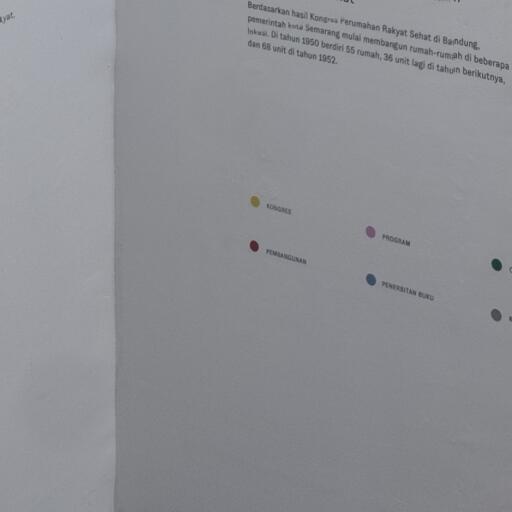 Berdasarkan hasil Kongres Perumahan Rakyat Sehat di Bandung,
pemerintah kota Semarang mulai membangun rumah-rumah di beberapa
lokasi. Di tahun 1950 berdiri 55 rumah, 36 unit lagi di tahun berikutnya,
dan 68 unit di tahun 1952.
KONGRES
PROGRAM
PEMBANGUNAN
PENERBITAN BUKU